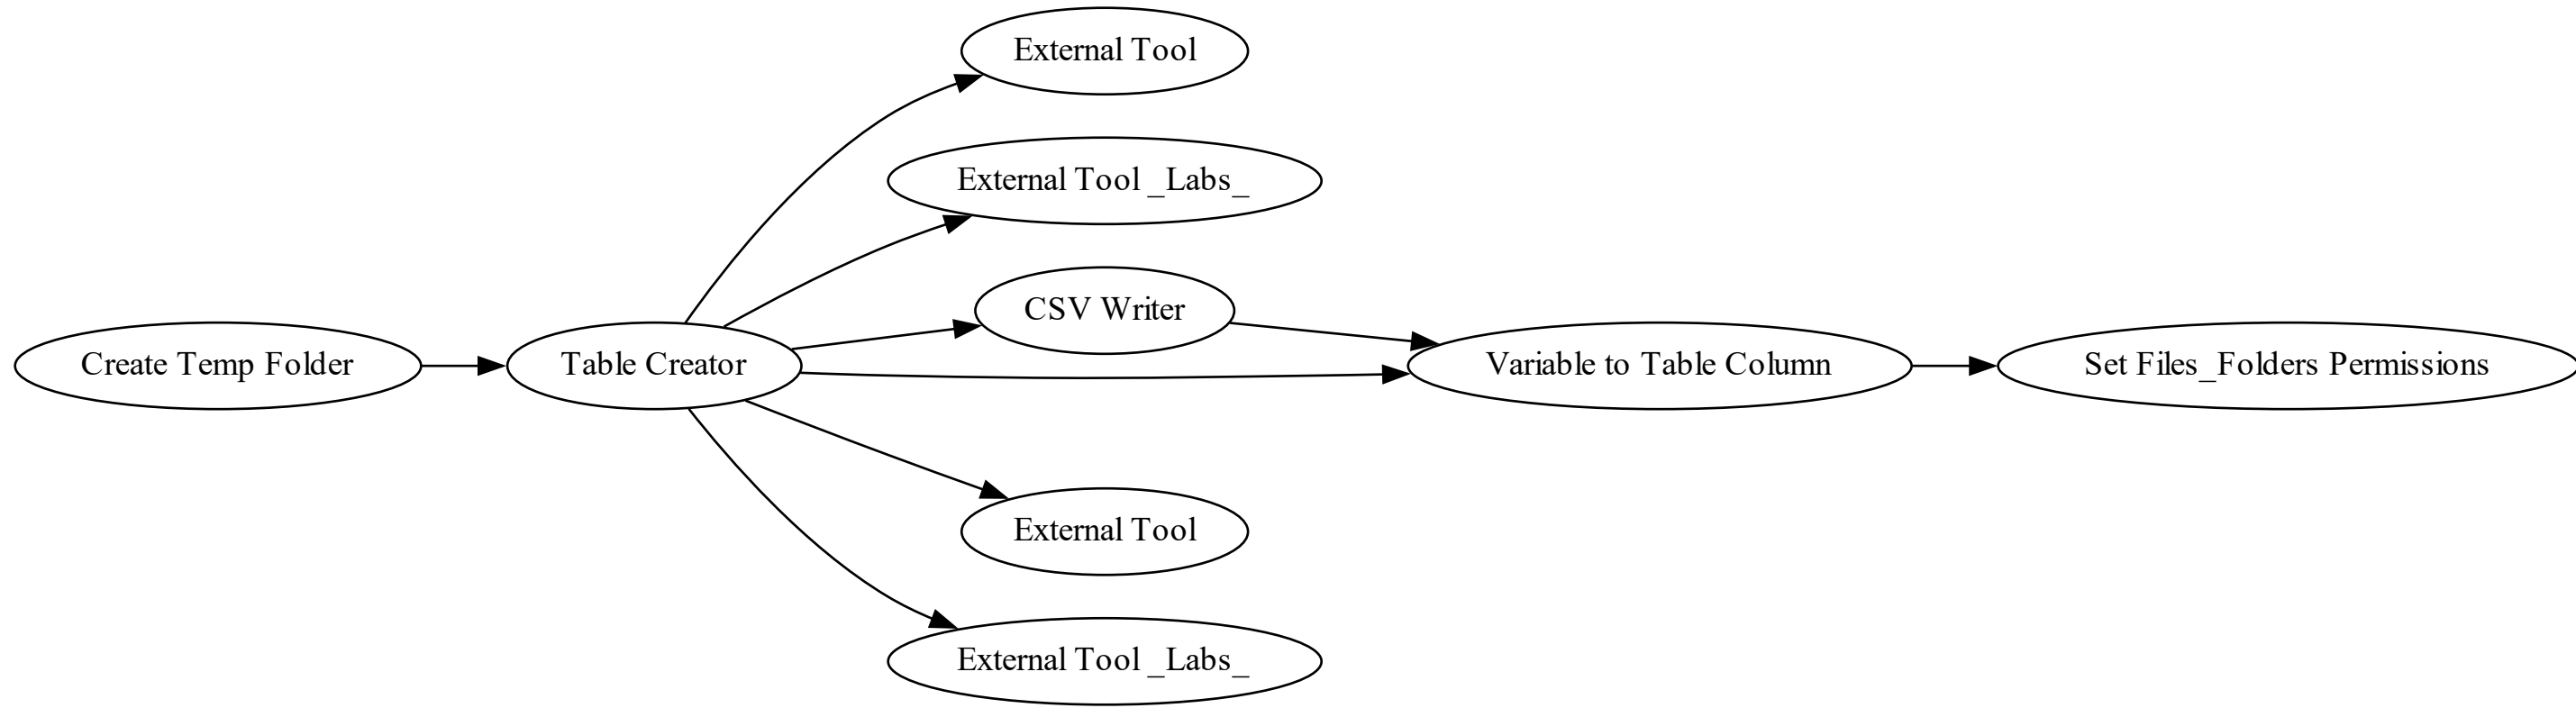 External Tool
External Tool _Labs_
CSV Writer
Create Temp Folder
Table Creator
Variable to Table Column
Set Files_Folders Permissions
External Tool
External Tool _Labs_